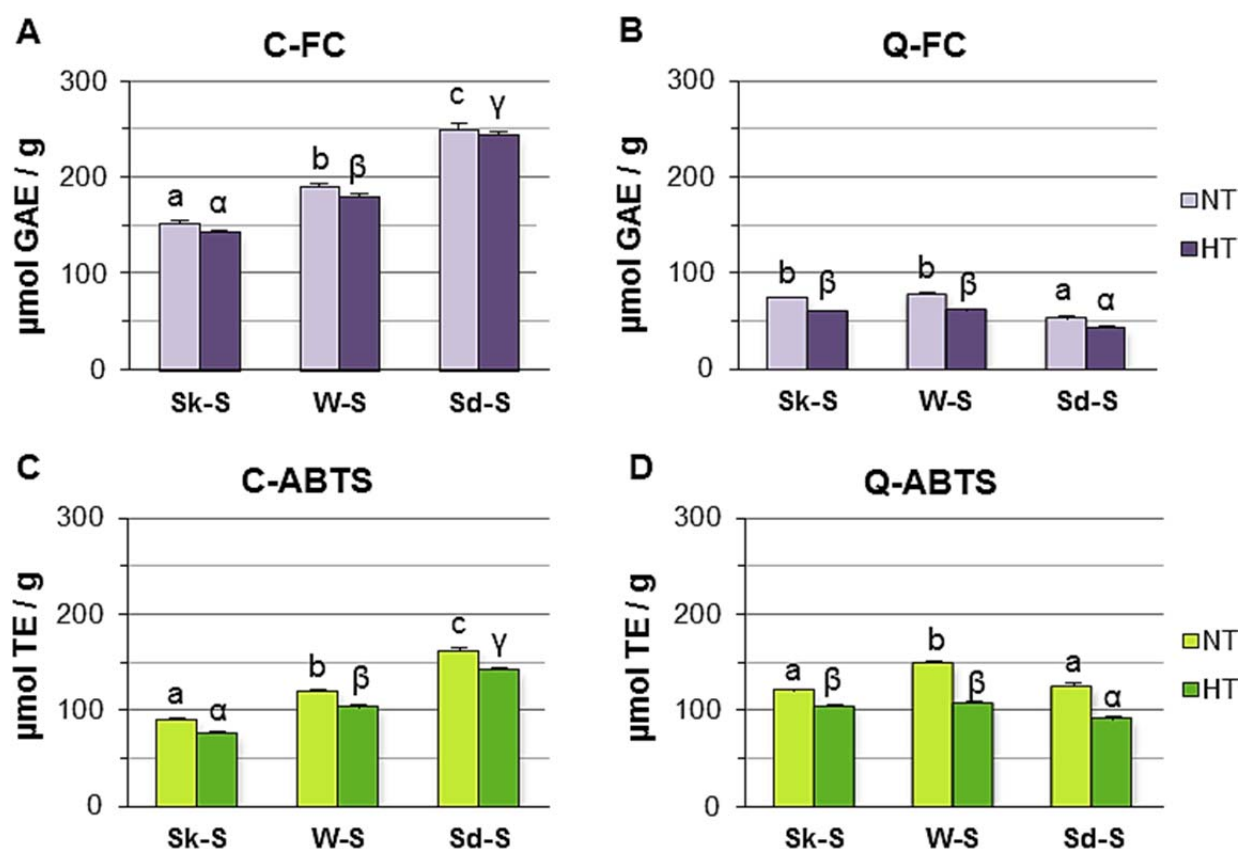 A
C-FC
300
200
100
0
µmol GAE / g
a α
b β
c γ
Sk-S W-S Sd-S
B
Q-FC
300
200
100
0
µmol GAE / g
b β
b β
a α
Sk-S W-S Sd-S
NT
HT
C
C-ABTS
300
200
100
0
µmol TE / g
a α
b β
c γ
Sk-S W-S Sd-S
D
Q-ABTS
300
200
100
0
µmol TE / g
a β
b β
a α
Sk-S W-S Sd-S
NT
HT